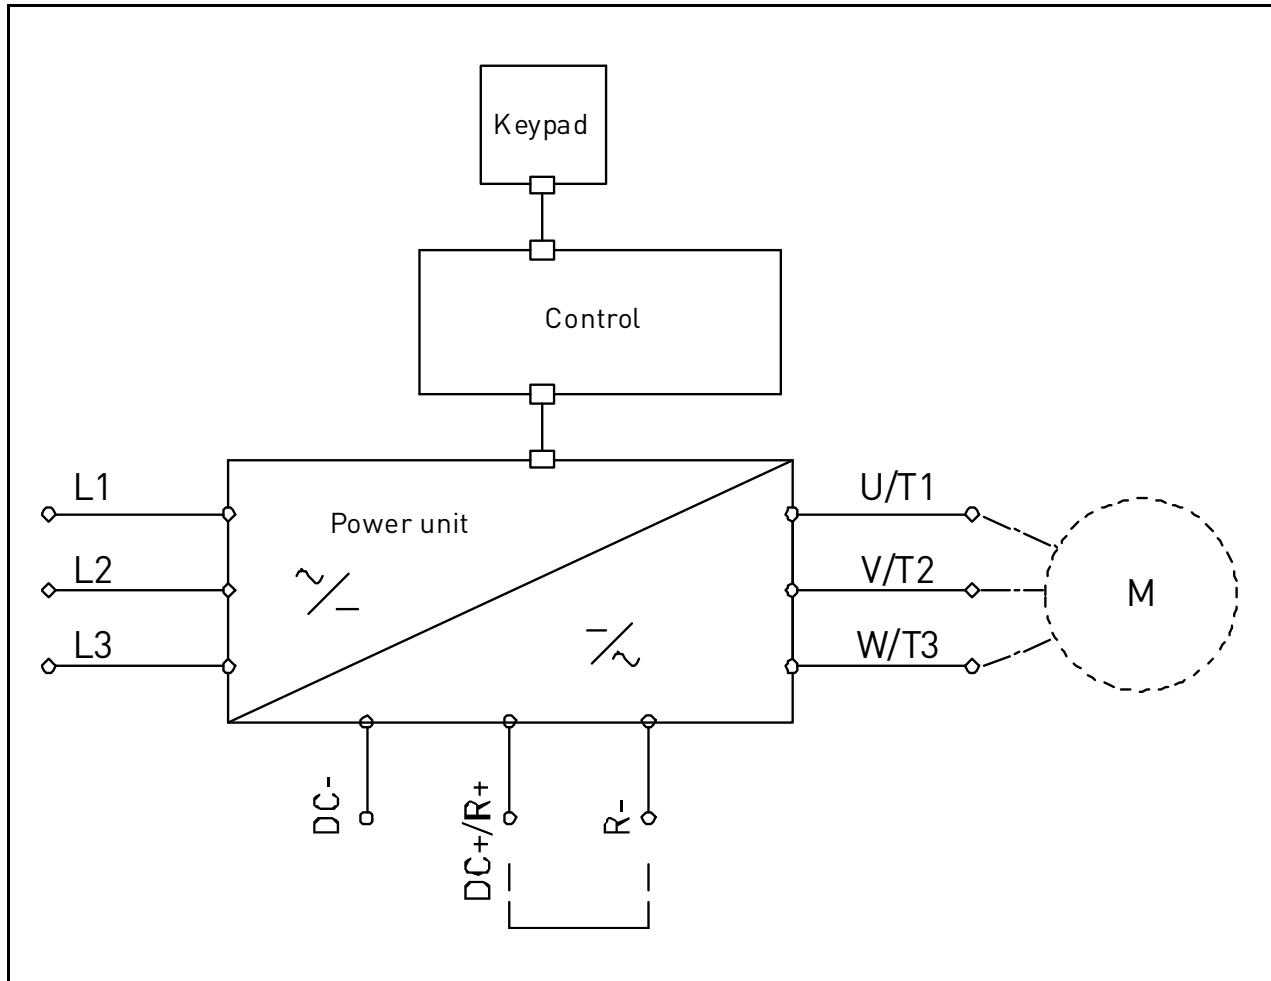 Keypad
Control
L1
U/T1
Power unit
L2
V/T2
M
L3
W/T3
DC-
DC+/R+
R-